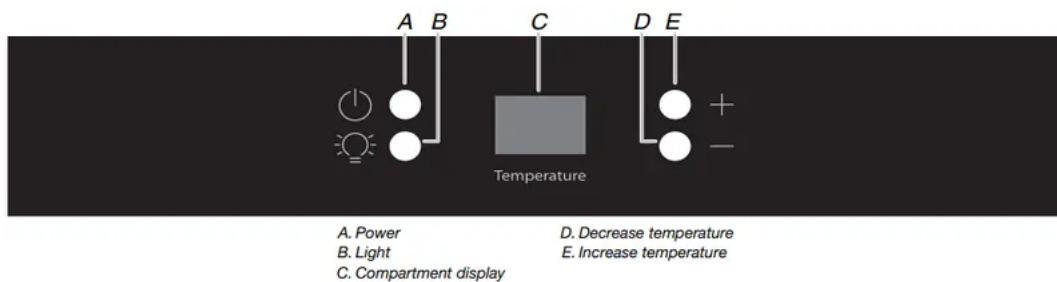 A B C D E
Temperature
A. Power
B. Light
C. Compartment display
D. Decrease temperature
E. Increase temperature